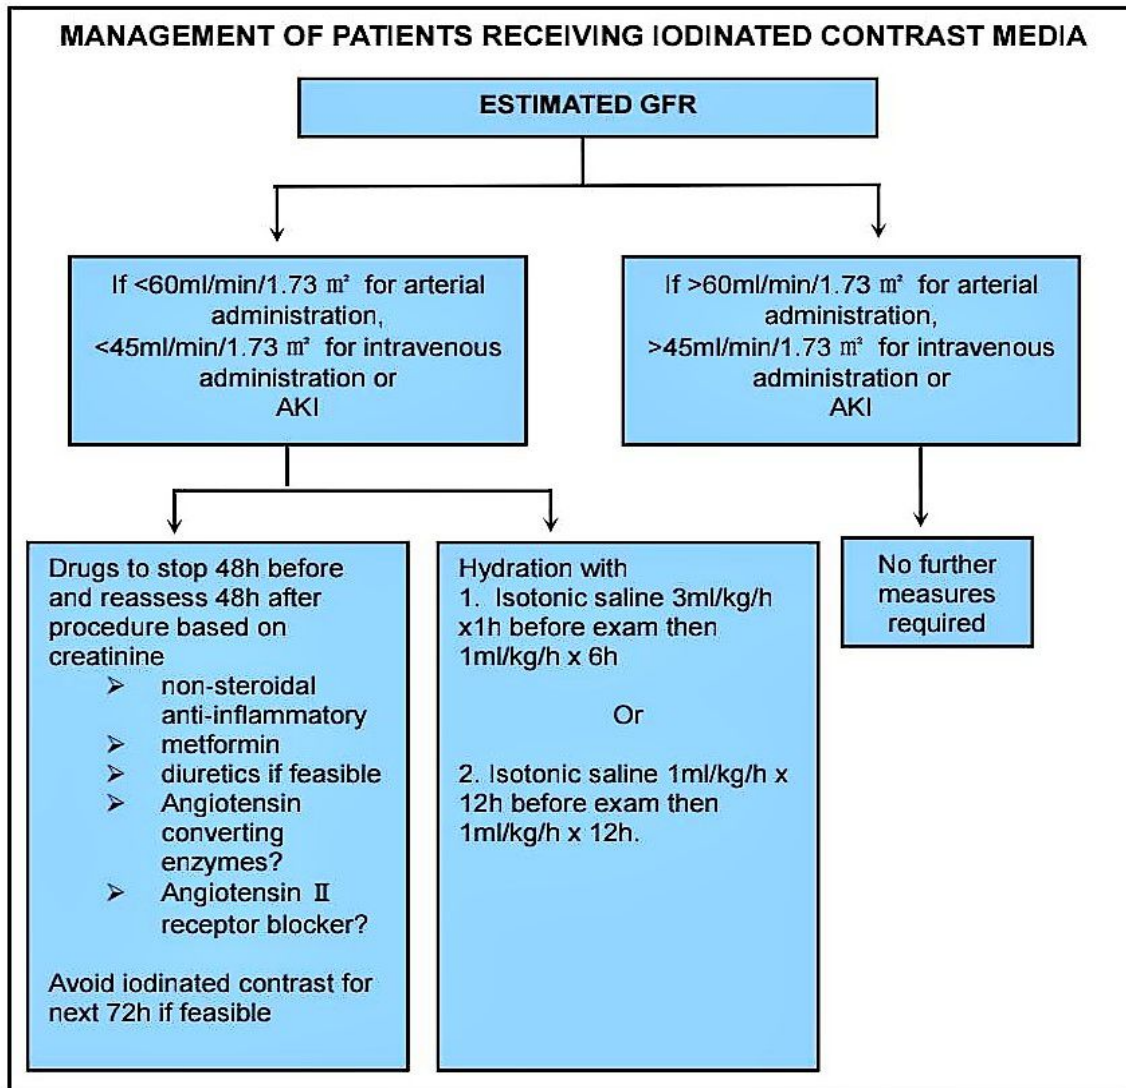 MANAGEMENT OF PATIENTS RECEIVING IODINATED CONTRAST MEDIA
ESTIMATED GFR
If <60ml/min/1.73 m² for arterial
administration,
<45ml/min/1.73 m² for intravenous
administration or
AKI
If >60ml/min/1.73 m² for arterial
administration,
>45ml/min/1.73 m² for intravenous
administration or
AKI
Drugs to stop 48h before
and reassess 48h after
procedure based on
creatinine
➢ non-steroidal
anti-inflammatory
➢ metformin
➢ diuretics if feasible
➢ Angiotensin
converting
enzymes?
➢ Angiotensin Ⅱ
receptor blocker?
Avoid iodinated contrast for
next 72h if feasible
Hydration with
1. Isotonic saline 3ml/kg/h
x1h before exam then
1ml/kg/h x 6h
Or
2. Isotonic saline 1ml/kg/h x
12h before exam then
1ml/kg/h x 12h.
No further
measures
required